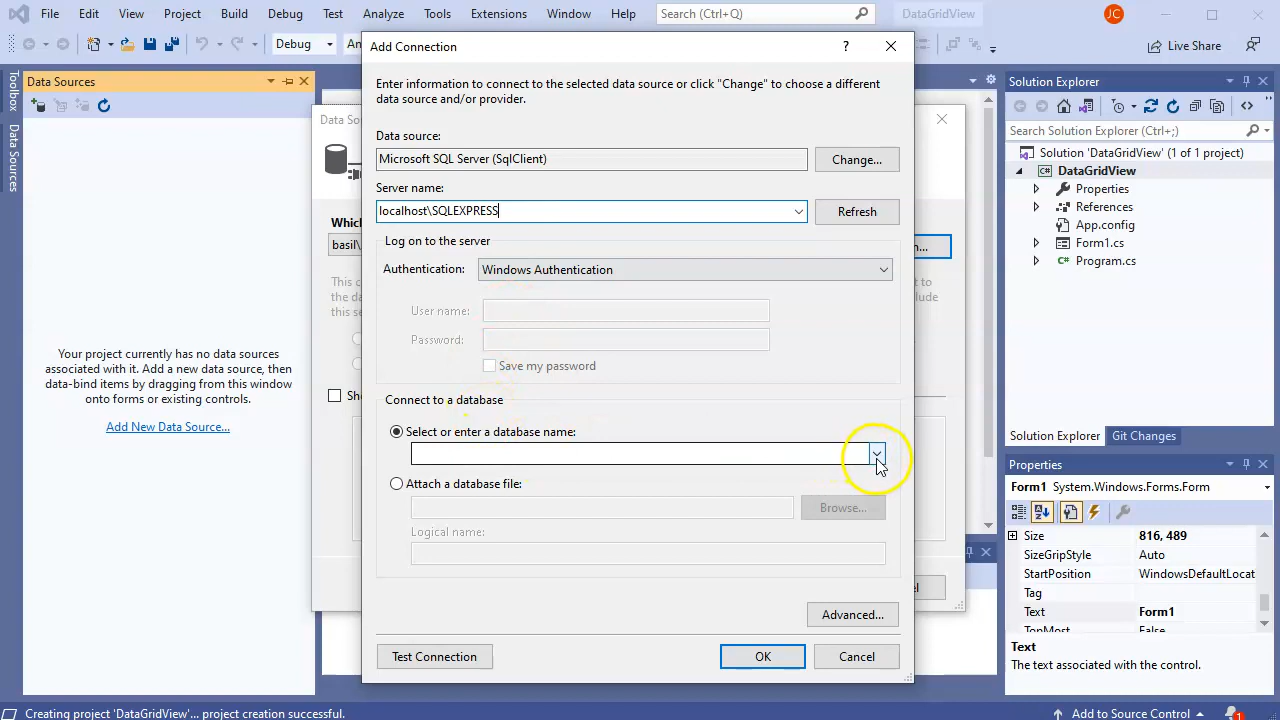 File Edit View Project Build Debug Test Analyze Tools Extensions Window Help Search (Ctrl+Q) DataGridView JC
Debug
Live Share
Toolbox
Data Sources
Data Sources
Your project currently has no data sources
associated with it. Add a new data source, then
data-bind items by dragging from this window
onto forms or existing controls.
Add New Data Source...
Add Connection
?
Enter information to connect to the selected data source or click "Change" to choose a different
data source and/or provider.
Data source:
Microsoft SQL Server (SqlClient)
Change...
Server name:
localhost\SQLEXPRESS
Refresh
Log on to the server
Authentication: Windows Authentication
User name:
Password:
Save my password
Connect to a database
Select or enter a database name:
Attach a database file:
Browse...
Logical name:
Advanced...
Test Connection OK Cancel
Solution Explorer
Search Solution Explorer (Ctrl+;)
Solution 'DataGridView' (1 of 1 project)
DataGridView
Properties
References
App.config
Form1.cs
Program.cs
Solution Explorer Git Changes
Properties
Form1 System.Windows.Forms.Form
Size 816, 489
SizeGripStyle Auto
StartPosition WindowsDefaultLocat
Tag
Text Form1
TopMost False
Text
The text associated with the control.
Creating project 'DataGridView'... project creation successful.
Add to Source Control
1